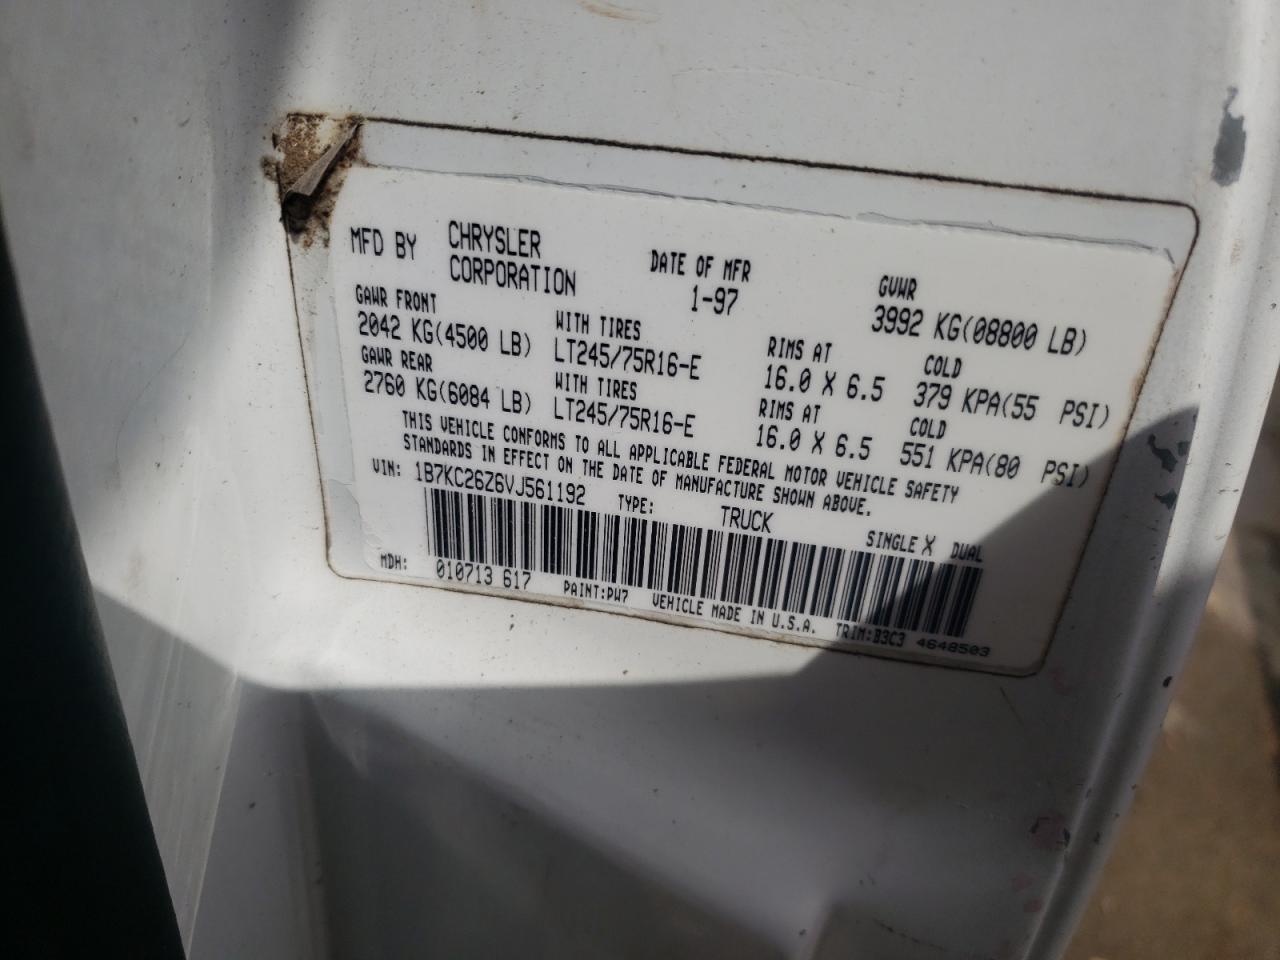 MFD BY CHRYSLER CORPORATION DATE OF MFR 1-97 GVWR 3992 KG(08800 LB)
GAWR FRONT WITH TIRES RIMS AT COLD
2042 KG(4500 LB) LT245/75R16-E 16.0 X 6.5 379 KPA(55 PSI)
GAWR REAR WITH TIRES RIMS AT COLD
2760 KG(6084 LB) LT245/75R16-E 16.0 X 6.5 551 KPA(80 PSI)
THIS VEHICLE CONFORMS TO ALL APPLICABLE FEDERAL MOTOR VEHICLE SAFETY
STANDARDS IN EFFECT ON THE DATE OF MANUFACTURE SHOWN ABOVE.
VIN: 1B7KC26Z6VJ561192 TYPE: TRUCK SINGLE X DUAL
MDH: 010713 617 PAINT:PW7 VEHICLE MADE IN U.S.A. TRIM:B3C3 4648503